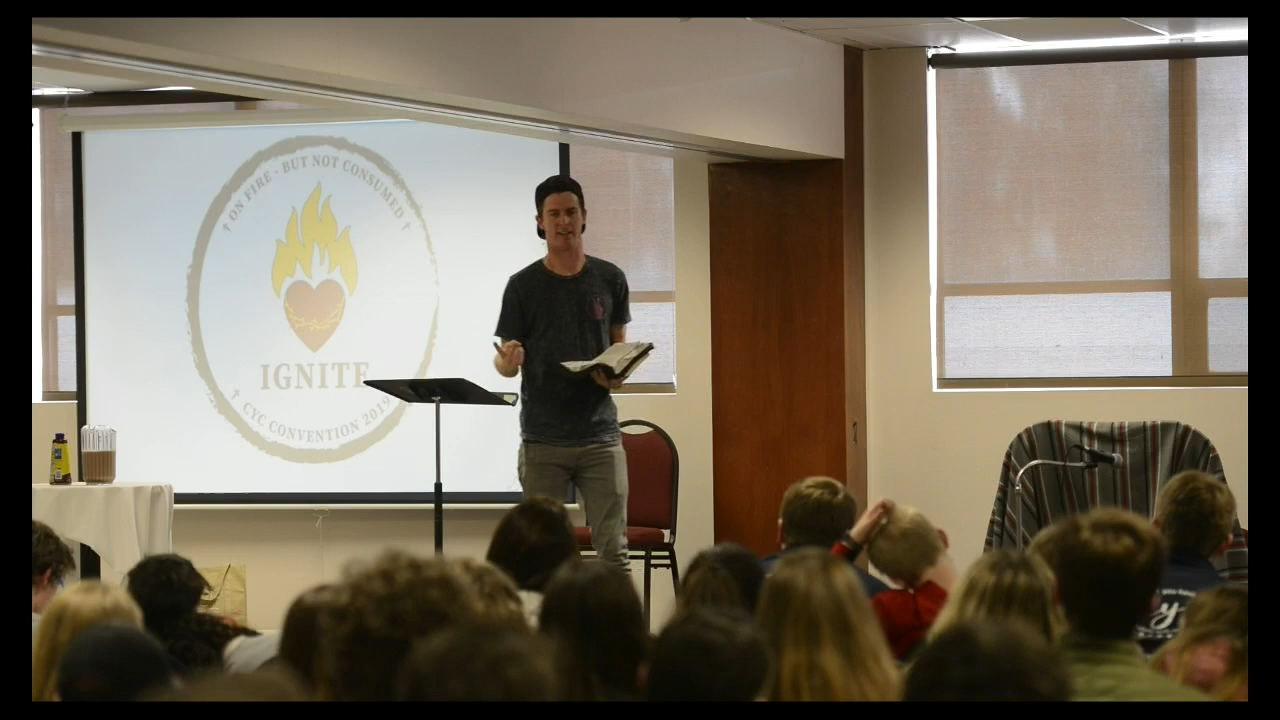 † ON FIRE - BUT NOT CONSUMED †
IGNITE
† CYC CONVENTION 2019